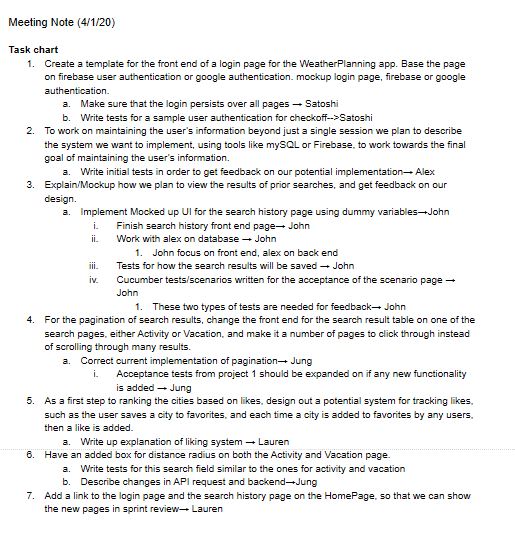 Meeting Note (4/1/20)
Task chart
1. Create a template for the front end of a login page for the WeatherPlanning app. Base the page
on firebase user authentication or google authentication. mockup login page, firebase or google
authentication.
a. Make sure that the login persists over all pages → Satoshi
b. Write tests for a sample user authentication for checkoff-->Satoshi
2. To work on maintaining the user's information beyond just a single session we plan to describe
the system we want to implement, using tools like mySQL or Firebase, to work towards the final
goal of maintaining the user's information.
a. Write initial tests in order to get feedback on our potential implementation→ Alex
3. Explain/Mockup how we plan to view the results of prior searches, and get feedback on our
design.
a. Implement Mocked up UI for the search history page using dummy variables→John
i. Finish search history front end page→ John
ii. Work with alex on database → John
1. John focus on front end, alex on back end
iii. Tests for how the search results will be saved → John
iv. Cucumber tests/scenarios written for the acceptance of the scenario page →
John
1. These two types of tests are needed for feedback→ John
4. For the pagination of search results, change the front end for the search result table on one of the
search pages, either Activity or Vacation, and make it a number of pages to click through instead
of scrolling through many results.
a. Correct current implementation of pagination→ Jung
i. Acceptance tests from project 1 should be expanded on if any new functionality
is added → Jung
5. As a first step to ranking the cities based on likes, design out a potential system for tracking likes,
such as the user saves a city to favorites, and each time a city is added to favorites by any users,
then a like is added.
a. Write up explanation of liking system → Lauren
6. Have an added box for distance radius on both the Activity and Vacation page.
a. Write tests for this search field similar to the ones for activity and vacation
b. Describe changes in API request and backend→Jung
7. Add a link to the login page and the search history page on the HomePage, so that we can show
the new pages in sprint review→ Lauren